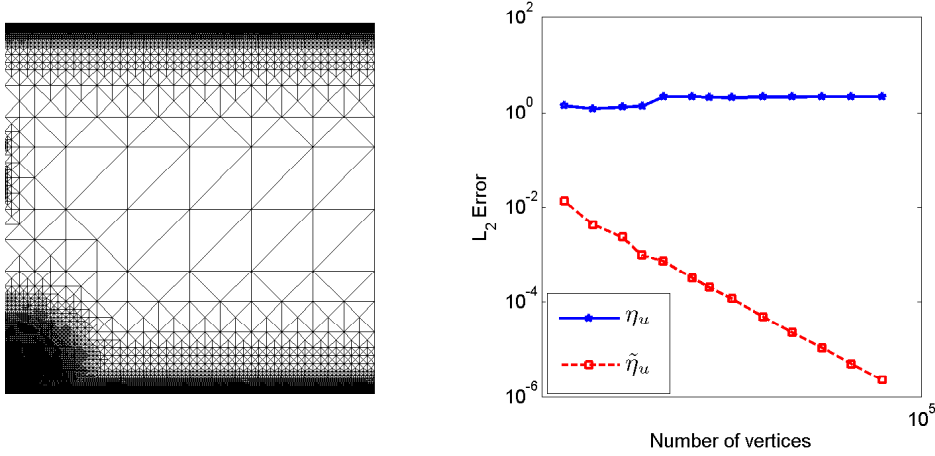 10^2
10^0
10^-2
10^-4
10^-6
L_2 Error
η_u
η̃_u
10^5
Number of vertices